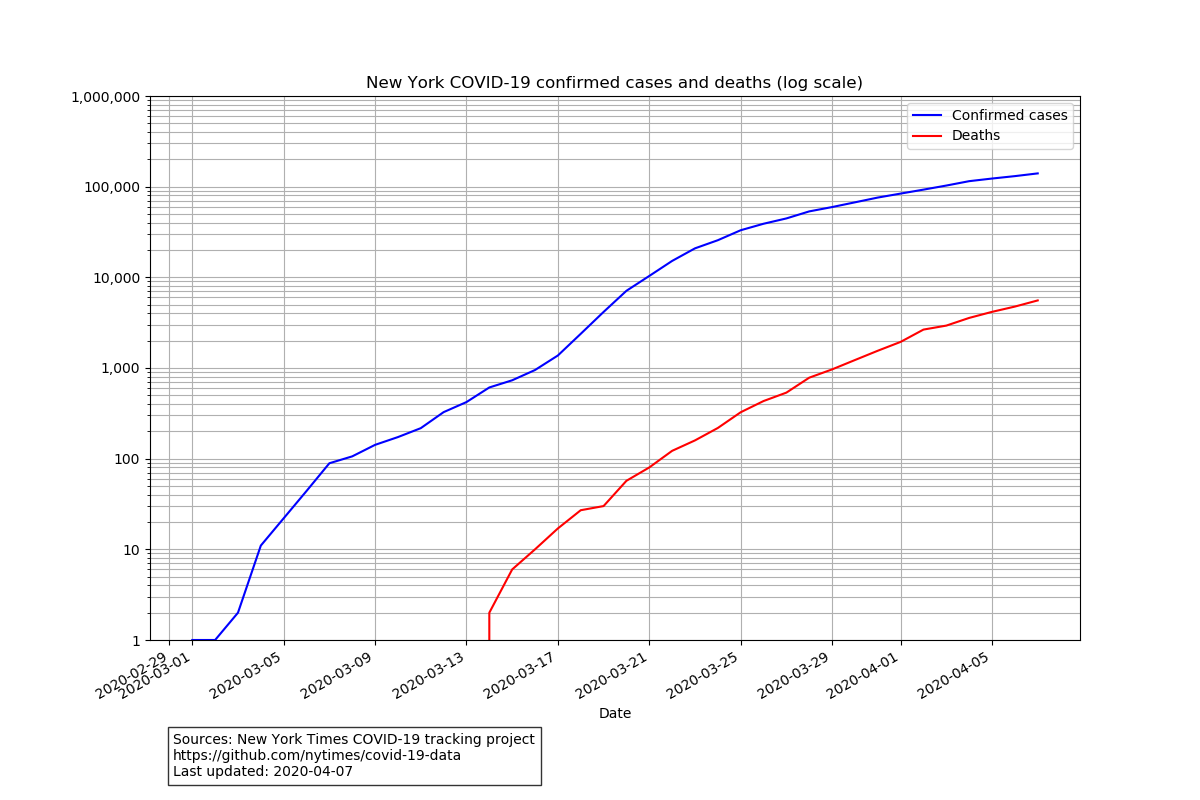 New York COVID-19 confirmed cases and deaths (log scale)
1,000,000
100,000
10,000
1,000
100
10
1
Confirmed cases
Deaths
2020-02-29
2020-03-01
2020-03-05
2020-03-09
2020-03-13
2020-03-17
2020-03-21
2020-03-25
2020-03-29
2020-04-01
2020-04-05
Date
Sources: New York Times COVID-19 tracking project
https://github.com/nytimes/covid-19-data
Last updated: 2020-04-07